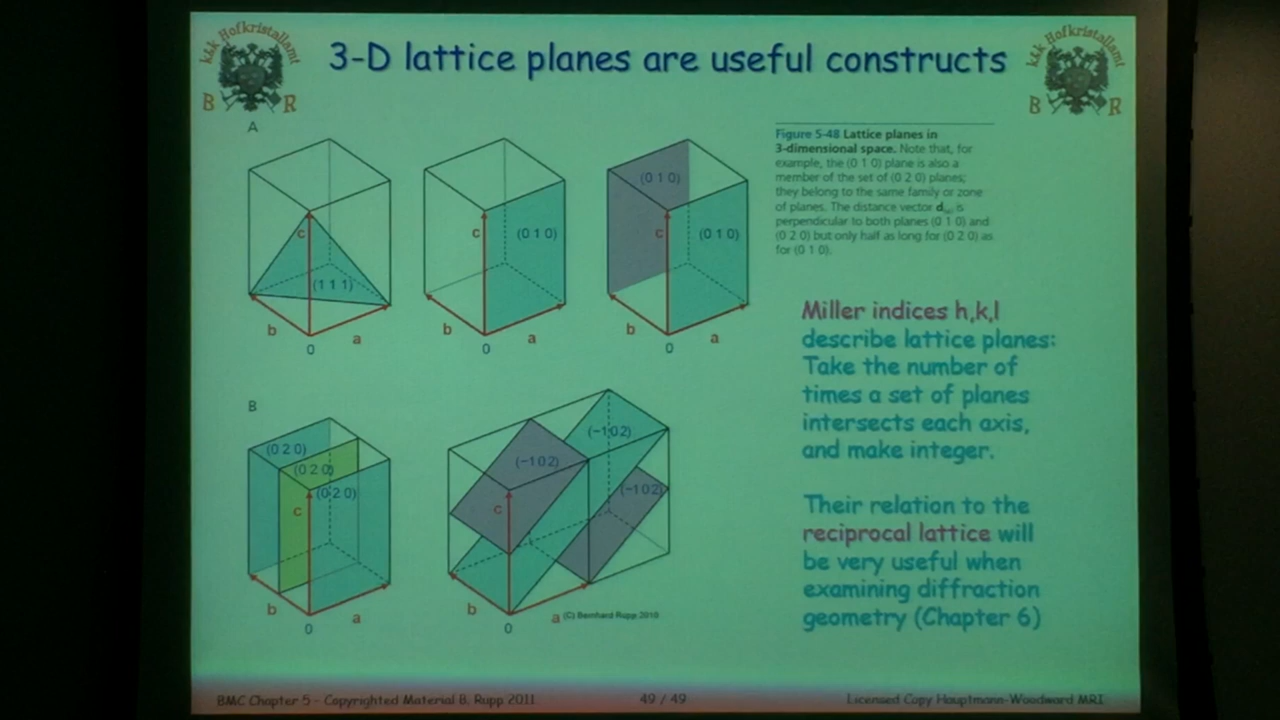 kkk Hofkristallamt
B R
3-D lattice planes are useful constructs
kkk Hofkristallamt
B R
A
c
(1 1 1)
b
a
0
c
(0 1 0)
b
a
0
(0 1 0)
c
(0 1 0)
b
a
0
Figure 5-48 Lattice planes in
3-dimensional space. Note that, for
example, the (0 1 0) plane is also a
member of the set of (0 2 0) planes;
they belong to the same family or zone
of planes. The distance vector d is
perpendicular to both planes (0 1 0) and
(0 2 0) but only half as long for (0 2 0) as
for (0 1 0).
Miller indices h,k,l
describe lattice planes:
Take the number of
times a set of planes
intersects each axis,
and make integer.
Their relation to the
reciprocal lattice will
be very useful when
examining diffraction
geometry (Chapter 6)
B
(0 2 0)
(0 2 0)
(0 2 0)
c
b
a
0
(-1 0 2)
(-1 0 2)
(-1 0 2)
c
b
a
0
(C) Bernhard Rupp 2010
BMC Chapter 5 - Copyrighted Material B. Rupp 2011
49 / 49
Licensed Copy Hauptmann-Woodward MRI